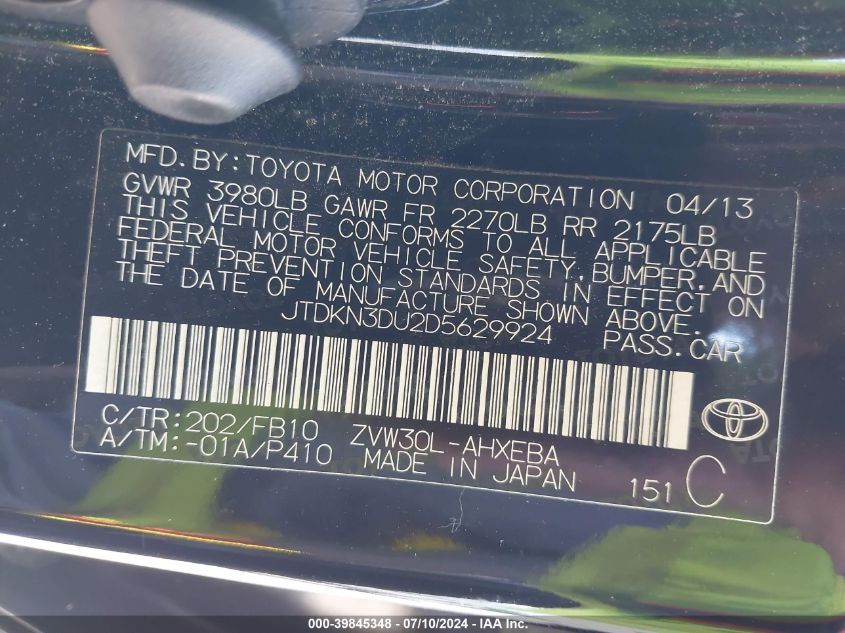 MFD.BY:TOYOTA MOTOR CORPORATION 04/13
GVWR 3980LB GAWR FR 2270LB RR 2175LB
THIS VEHICLE CONFORMS TO ALL APPLICABLE
FEDERAL MOTOR VEHICLE SAFETY,BUMPER,AND
THEFT PREVENTION STANDARDS IN EFFECT ON
THE DATE OF MANUFACTURE SHOWN ABOVE.
JTDKN3DU2D5629924 PASS.CAR
C/TR:202/FB10 ZVW30L-AHXEBA
A/TM:-01A/P410 MADE IN JAPAN 151 C
000-39845348 - 07/10/2024 - IAAI Inc.